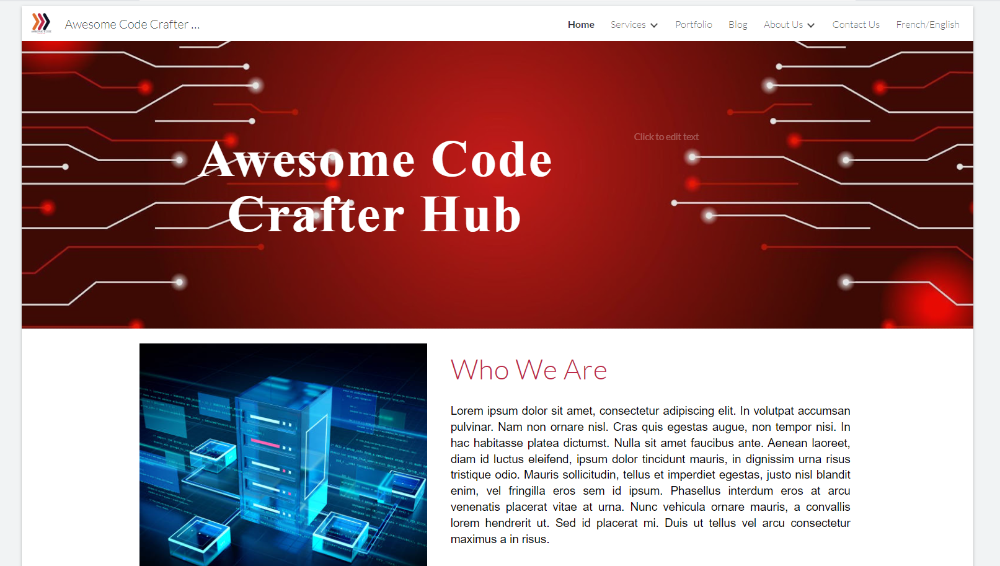 Awesome Code Crafter ...
Home Services Portfolio Blog About Us Contact Us French/English
Click to edit text
Awesome Code
Crafter Hub
Who We Are
Lorem ipsum dolor sit amet, consectetur adipiscing elit. In volutpat accumsan
pulvinar. Nam non ornare nisl. Cras quis egestas augue, non tempor nisi. In
hac habitasse platea dictumst. Nulla sit amet faucibus ante. Aenean laoreet,
diam id luctus eleifend, ipsum dolor tincidunt mauris, in dignissim urna risus
tristique odio. Mauris sollicitudin, tellus et imperdiet egestas, justo nisl blandit
enim, vel fringilla eros sem id ipsum. Phasellus interdum eros at arcu
venenatis placerat vitae at urna. Nunc vehicula ornare mauris, a convallis
lorem hendrerit ut. Sed id placerat mi. Duis ut tellus vel arcu consectetur
maximus a in risus.